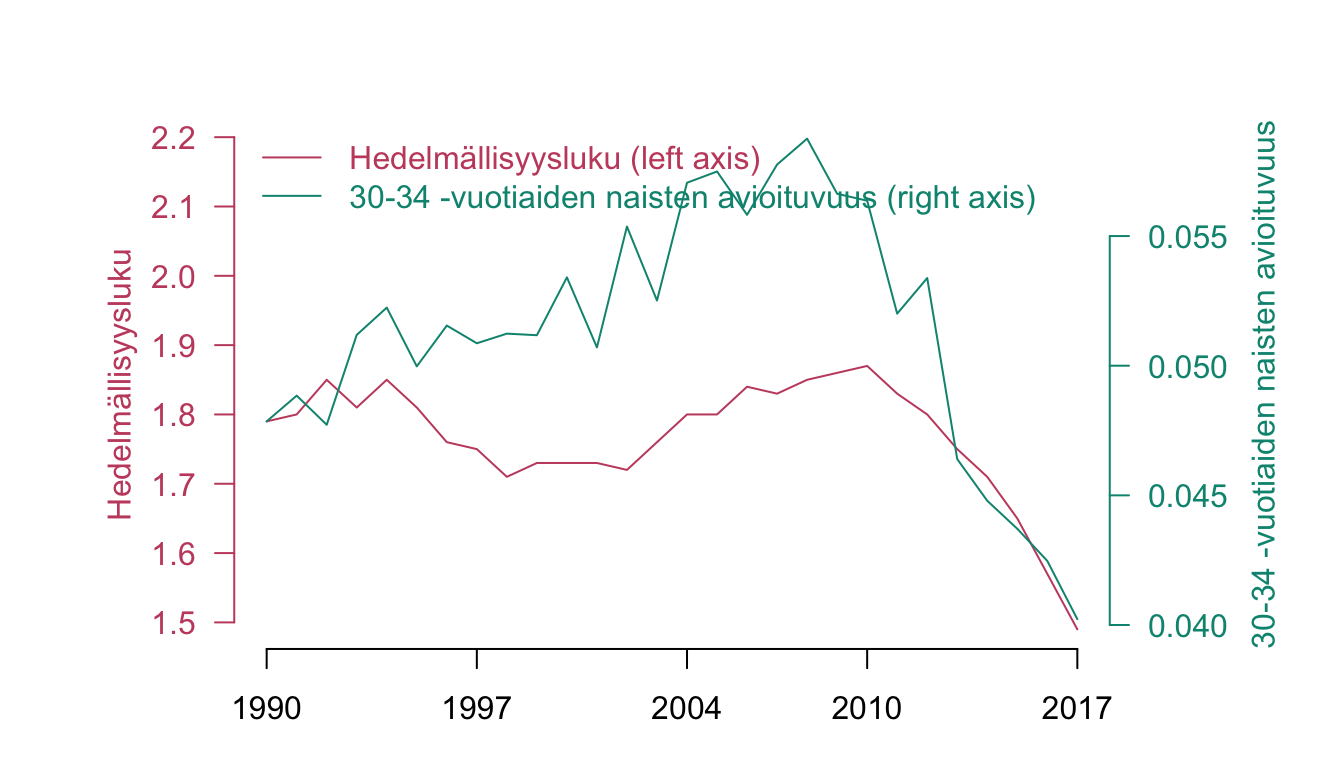 Hedelmällisyysluku (left axis)
30-34 -vuotiaiden naisten avioituvuus (right axis)
Hedelmällisyysluku
2.2
2.1
2.0
1.9
1.8
1.7
1.6
1.5
0.055
0.050
0.045
0.040
30-34 -vuotiaiden naisten avioituvuus
1990 1997 2004 2010 2017